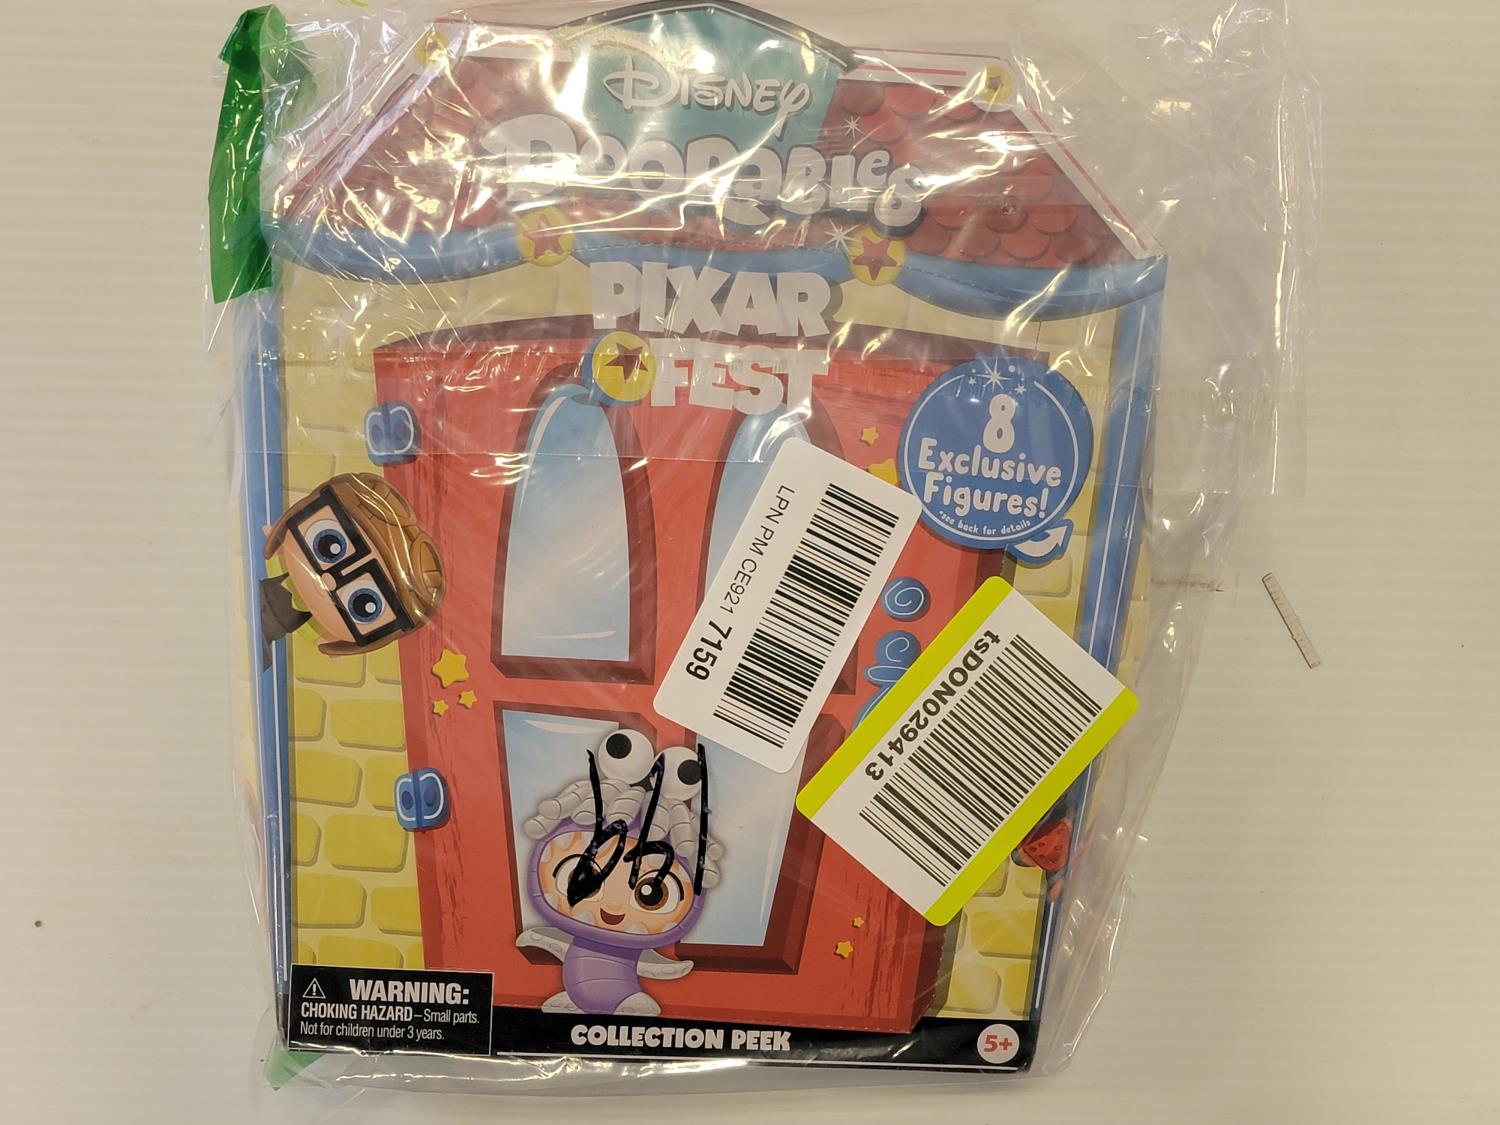 DISNEY
DOORABLES
PIXAR
FEST
8
Exclusive
Figures!
*see back for details
LPN PM CE921 7159
tsDON029413
WARNING:
CHOKING HAZARD – Small parts.
Not for children under 3 years.
COLLECTION PEEK
5+